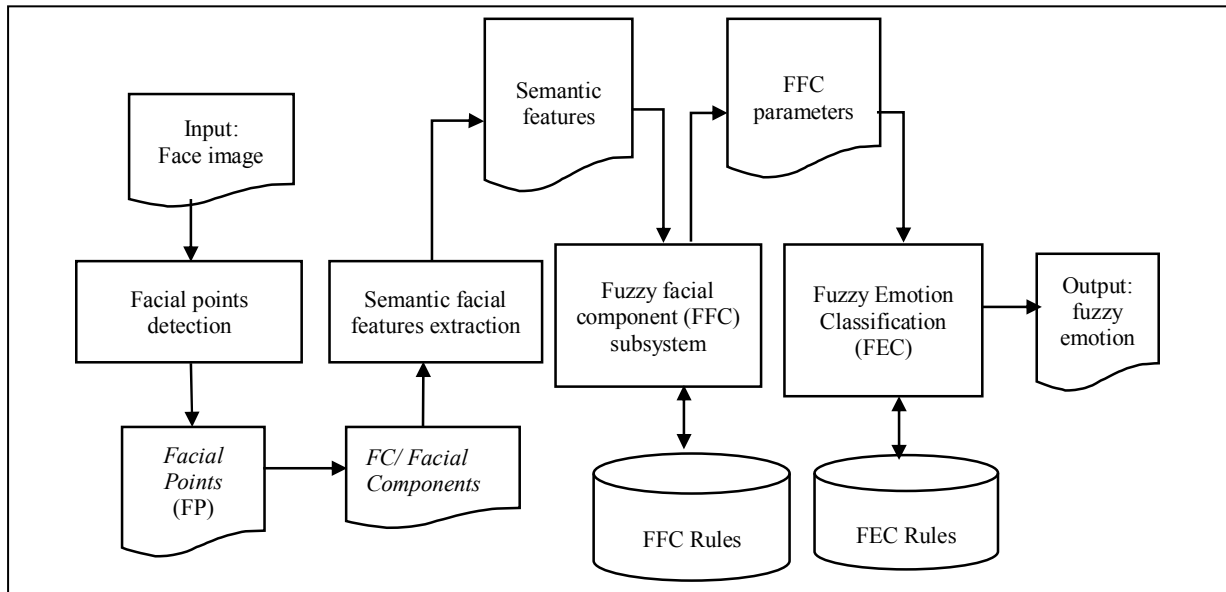 Input:
Face image
Facial points
detection
Facial
Points
(FP)
FC/ Facial
Components
Semantic facial
features extraction
Semantic
features
Fuzzy facial
component (FFC)
subsystem
FFC Rules
FFC
parameters
Fuzzy Emotion
Classification
(FEC)
FEC Rules
Output:
fuzzy
emotion